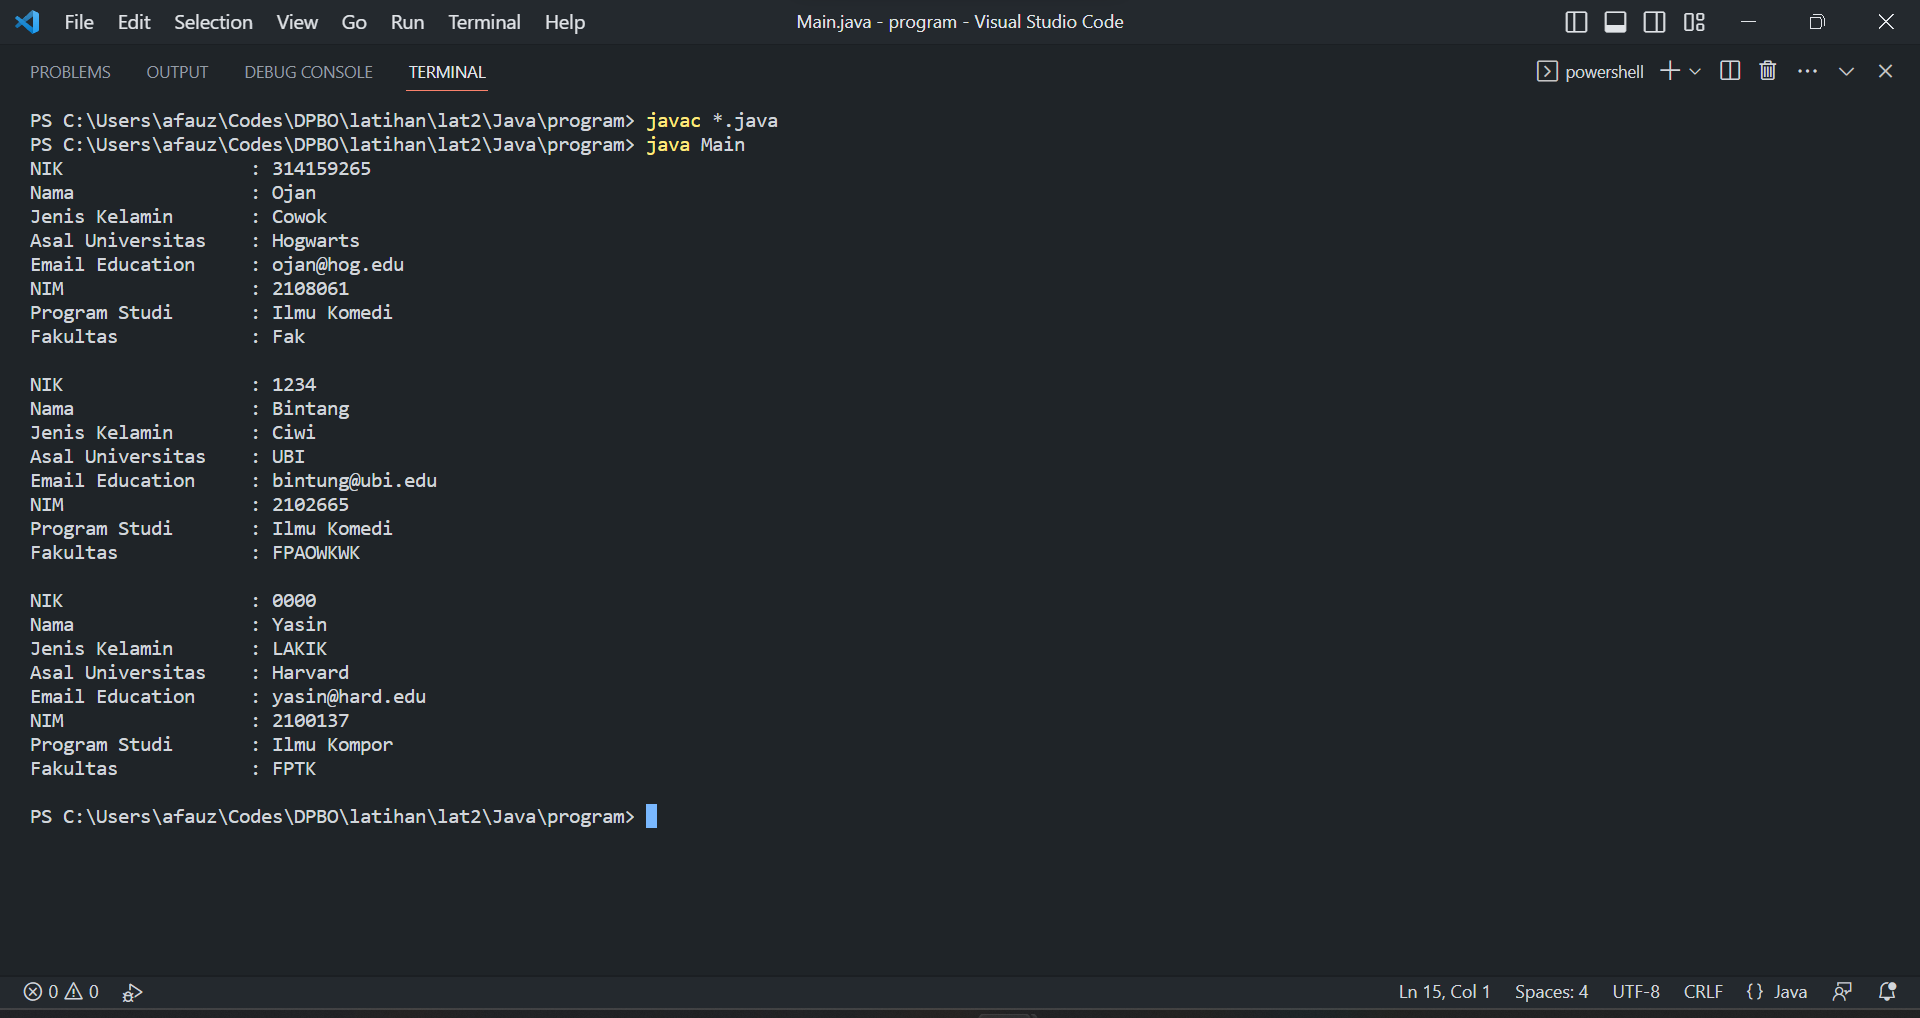 File Edit Selection View Go Run Terminal Help Main.java - program - Visual Studio Code
PROBLEMS OUTPUT DEBUG CONSOLE TERMINAL powershell
PS C:\Users\afauz\Codes\DPBO\latihan\lat2\Java\program> javac *.java
PS C:\Users\afauz\Codes\DPBO\latihan\lat2\Java\program> java Main
NIK : 314159265
Nama : Ojan
Jenis Kelamin : Cowok
Asal Universitas : Hogwarts
Email Education : ojan@hog.edu
NIM : 2108061
Program Studi : Ilmu Komedi
Fakultas : Fak
NIK : 1234
Nama : Bintang
Jenis Kelamin : Ciwi
Asal Universitas : UBI
Email Education : bintung@ubi.edu
NIM : 2102665
Program Studi : Ilmu Komedi
Fakultas : FPAOWKWK
NIK : 0000
Nama : Yasin
Jenis Kelamin : LAKIK
Asal Universitas : Harvard
Email Education : yasin@hard.edu
NIM : 2100137
Program Studi : Ilmu Kompor
Fakultas : FPTK
PS C:\Users\afauz\Codes\DPBO\latihan\lat2\Java\program>
0 0 Ln 15, Col 1 Spaces: 4 UTF-8 CRLF {} Java